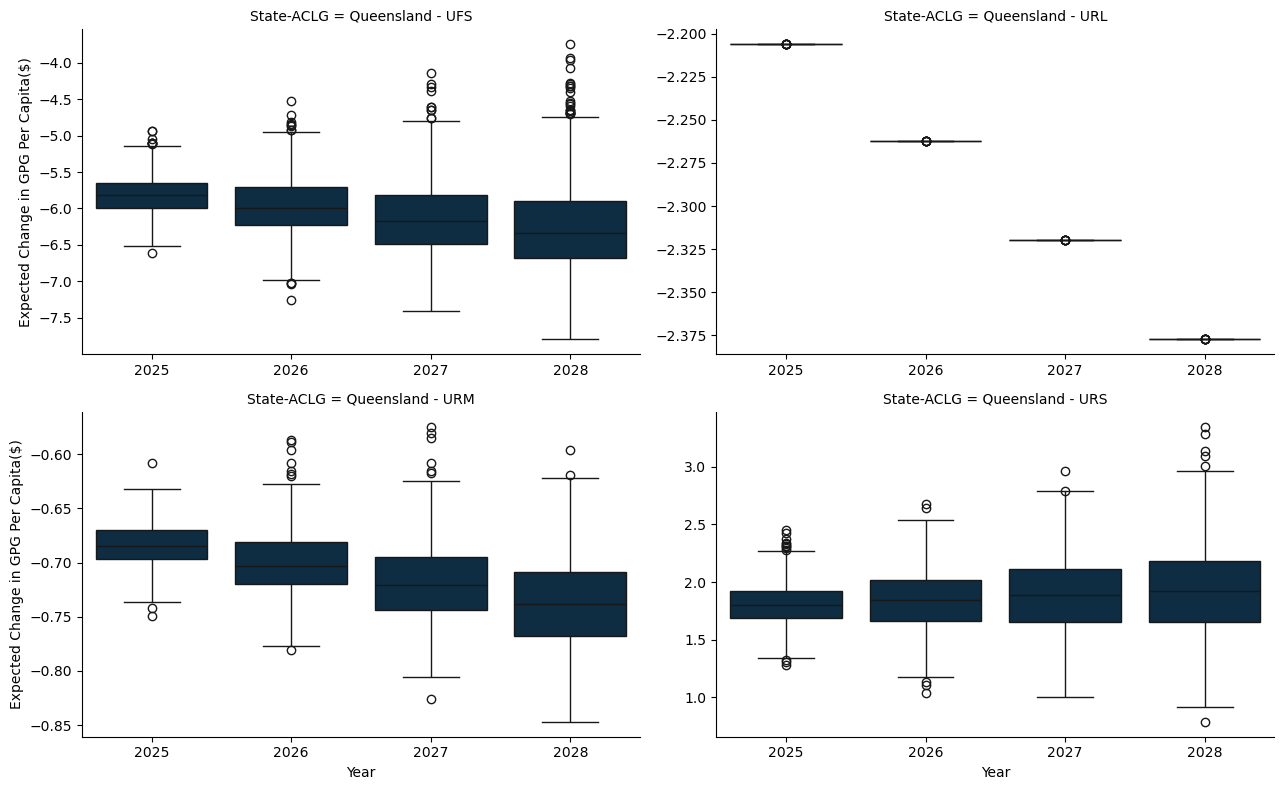 State-ACLG = Queensland - UFS
Expected Change in GPG Per Capita($)
−4.0
−4.5
−5.0
−5.5
−6.0
−6.5
−7.0
−7.5
2025 2026 2027 2028
State-ACLG = Queensland - URL
−2.200
−2.225
−2.250
−2.275
−2.300
−2.325
−2.350
−2.375
2025 2026 2027 2028
State-ACLG = Queensland - URM
Expected Change in GPG Per Capita($)
−0.60
−0.65
−0.70
−0.75
−0.80
−0.85
2025 2026 2027 2028
Year
State-ACLG = Queensland - URS
3.0
2.5
2.0
1.5
1.0
2025 2026 2027 2028
Year